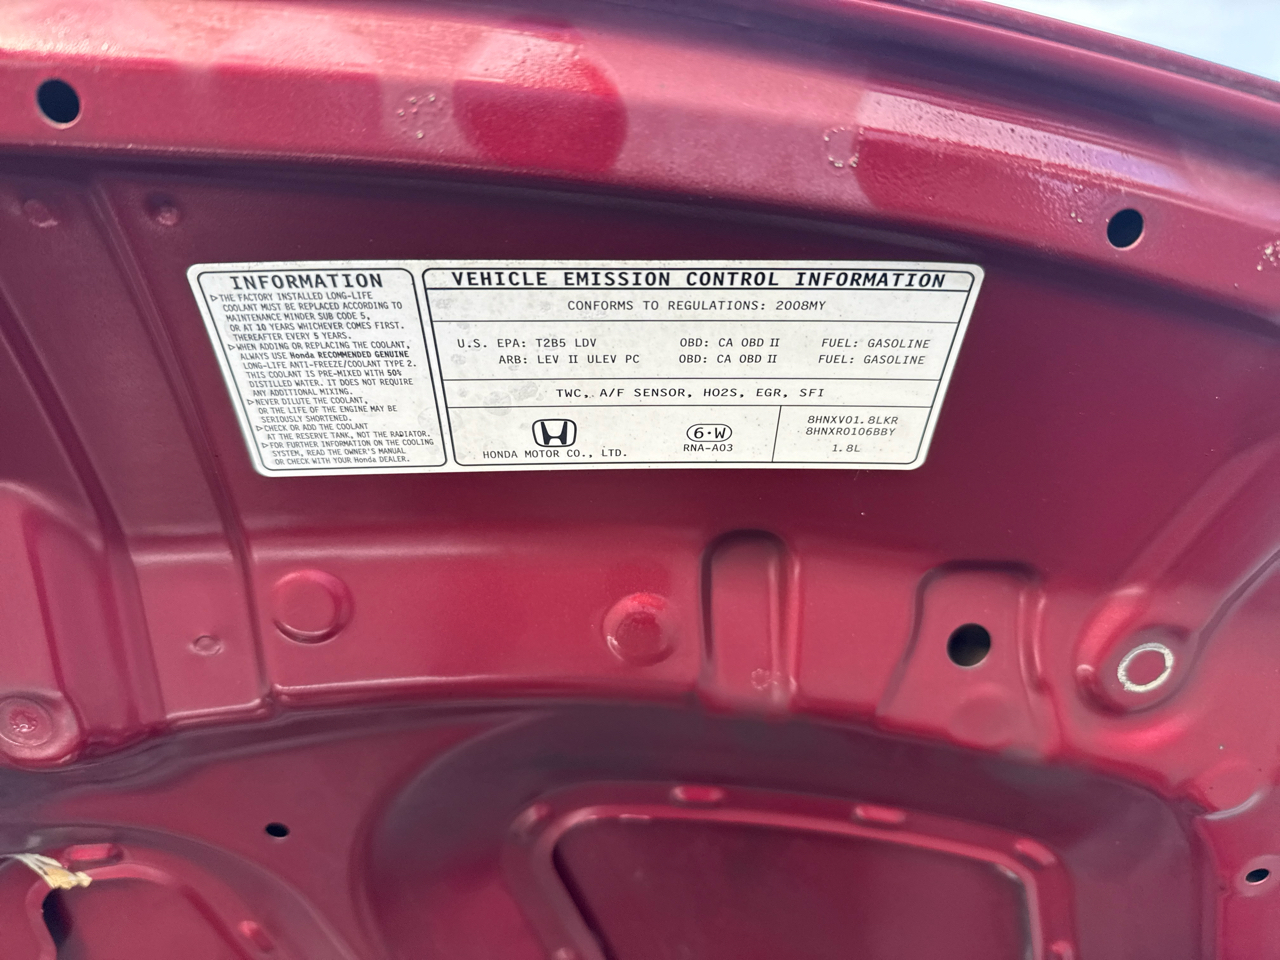 INFORMATION
▷THE FACTORY INSTALLED LONG-LIFE
COOLANT MUST BE REPLACED ACCORDING TO
MAINTENANCE MINDER SUB CODE 5,
OR AT 10 YEARS WHICHEVER COMES FIRST.
THEREAFTER EVERY 5 YEARS.
▷WHEN ADDING OR REPLACING THE COOLANT,
ALWAYS USE Honda RECOMMENDED GENUINE
LONG-LIFE ANTI-FREEZE/COOLANT TYPE 2.
THIS COOLANT IS PRE-MIXED WITH 50%
DISTILLED WATER. IT DOES NOT REQUIRE
ANY ADDITIONAL MIXING.
▷NEVER DILUTE THE COOLANT,
OR THE LIFE OF THE ENGINE MAY BE
SERIOUSLY SHORTENED.
▷CHECK OR ADD THE COOLANT
AT THE RESERVE TANK, NOT THE RADIATOR.
▷FOR FURTHER INFORMATION ON THE COOLING
SYSTEM, READ THE OWNER'S MANUAL
OR CHECK WITH YOUR Honda DEALER.
VEHICLE EMISSION CONTROL INFORMATION
CONFORMS TO REGULATIONS: 2008MY
U.S. EPA: T2B5 LDV OBD: CA OBD II FUEL: GASOLINE
ARB: LEV II ULEV PC OBD: CA OBD II FUEL: GASOLINE
TWC, A/F SENSOR, HO2S, EGR, SFI
HONDA MOTOR CO., LTD.
6·W
RNA-A03
8HNXV01.8LKR
8HNXR0106BBY
1.8L